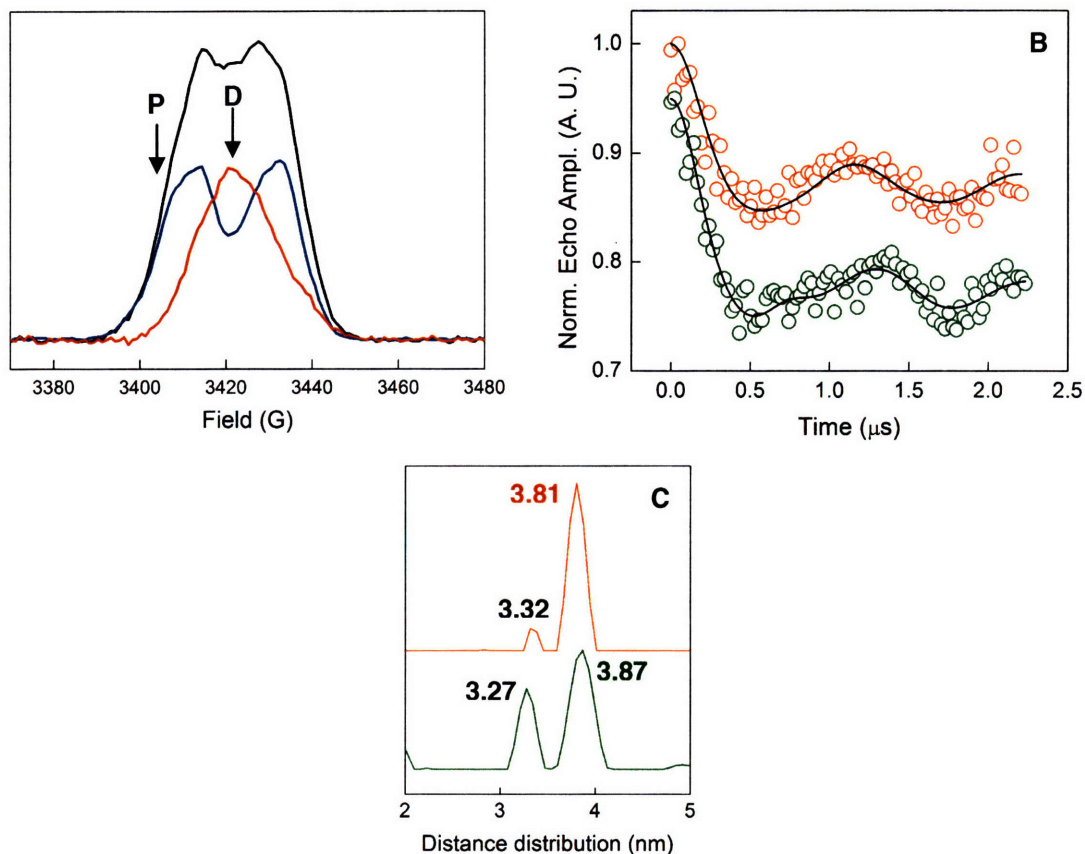 P
D
3380 3400 3420 3440 3460 3480
Field (G)
B
1.0
0.9
0.8
0.7
Norm. Echo Ampl. (A. U.)
0.0 0.5 1.0 1.5 2.0 2.5
Time (μs)
C
3.81
3.32
3.27
3.87
2 3 4 5
Distance distribution (nm)